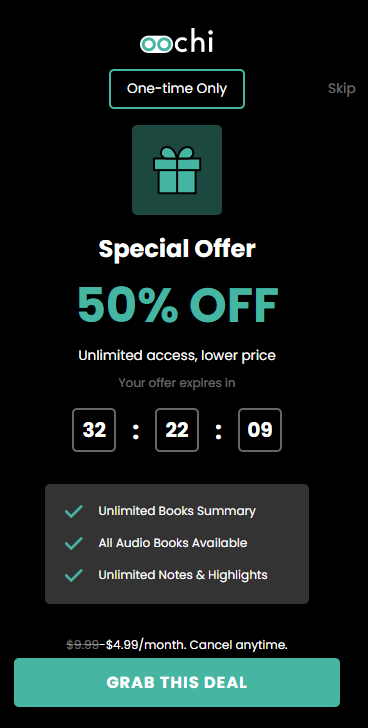 oochi
One-time Only
Skip
Special Offer
50% OFF
Unlimited access, lower price
Your offer expires in
32 : 22 : 09
Unlimited Books Summary
All Audio Books Available
Unlimited Notes & Highlights
$9.99-$4.99/month. Cancel anytime.
GRAB THIS DEAL